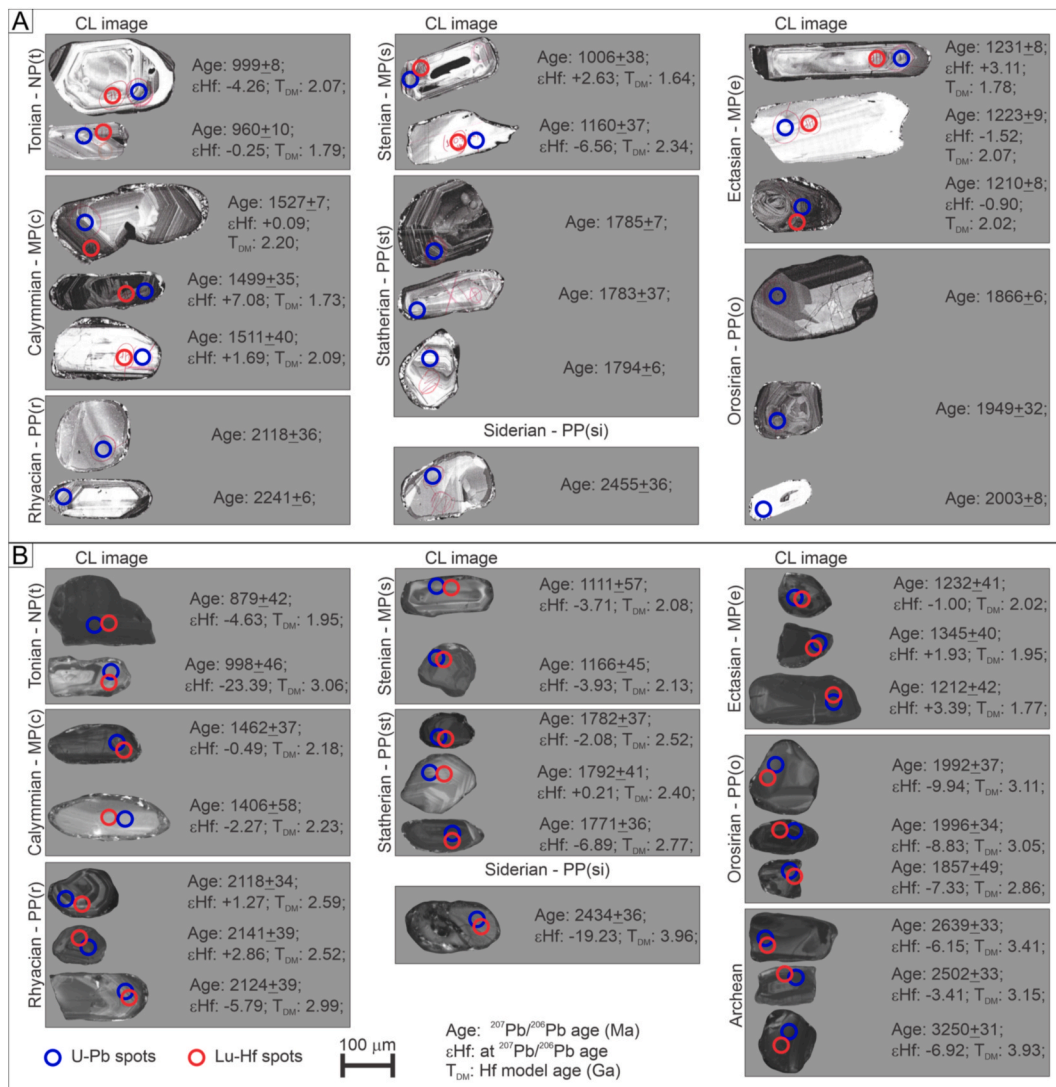 A
CL image
CL image
CL image
Tonian - NP(t)
Age: 999±8;
εHf: -4.26; TDM: 2.07;
Age: 960±10;
εHf: -0.25; TDM: 1.79;
Stenian - MP(s)
Age: 1006±38;
εHf: +2.63; TDM: 1.64;
Age: 1160±37;
εHf: -6.56; TDM: 2.34;
Ectasian - MP(e)
Age: 1231±8;
εHf: +3.11;
TDM: 1.78;
Age: 1223±9;
εHf: -1.52;
TDM: 2.07;
Age: 1210±8;
εHf: -0.90;
TDM: 2.02;
Calymmian - MP(c)
Age: 1527±7;
εHf: +0.09;
TDM: 2.20;
Age: 1499±35;
εHf: +7.08; TDM: 1.73;
Age: 1511±40;
εHf: +1.69; TDM: 2.09;
Statherian - PP(st)
Age: 1785±7;
Age: 1783±37;
Age: 1794±6;
Orosirian - PP(o)
Age: 1866±6;
Age: 1949±32;
Age: 2003±8;
Rhyacian - PP(r)
Age: 2118±36;
Age: 2241±6;
Siderian - PP(si)
Age: 2455±36;
B
CL image
CL image
CL image
Tonian - NP(t)
Age: 879±42;
εHf: -4.63; TDM: 1.95;
Age: 998±46;
εHf: -23.39; TDM: 3.06;
Stenian - MP(s)
Age: 1111±57;
εHf: -3.71; TDM: 2.08;
Age: 1166±45;
εHf: -3.93; TDM: 2.13;
Ectasian - MP(e)
Age: 1232±41;
εHf: -1.00; TDM: 2.02;
Age: 1345±40;
εHf: +1.93; TDM: 1.95;
Age: 1212±42;
εHf: +3.39; TDM: 1.77;
Calymmian - MP(c)
Age: 1462±37;
εHf: -0.49; TDM: 2.18;
Age: 1406±58;
εHf: -2.27; TDM: 2.23;
Statherian - PP(st)
Age: 1782±37;
εHf: -2.08; TDM: 2.52;
Age: 1792±41;
εHf: +0.21; TDM: 2.40;
Age: 1771±36;
εHf: -6.89; TDM: 2.77;
Orosirian - PP(o)
Age: 1992±37;
εHf: -9.94; TDM: 3.11;
Age: 1996±34;
εHf: -8.83; TDM: 3.05;
Age: 1857±49;
εHf: -7.33; TDM: 2.86;
Rhyacian - PP(r)
Age: 2118±34;
εHf: +1.27; TDM: 2.59;
Age: 2141±39;
εHf: +2.86; TDM: 2.52;
Age: 2124±39;
εHf: -5.79; TDM: 2.99;
Siderian - PP(si)
Age: 2434±36;
εHf: -19.23; TDM: 3.96;
Archean
Age: 2639±33;
εHf: -6.15; TDM: 3.41;
Age: 2502±33;
εHf: -3.41; TDM: 3.15;
Age: 3250±31;
εHf: -6.92; TDM: 3.93;
U-Pb spots
Lu-Hf spots
100 μm
Age: ²⁰⁷Pb/²⁰⁶Pb age (Ma)
εHf: at ²⁰⁷Pb/²⁰⁶Pb age
TDM: Hf model age (Ga)